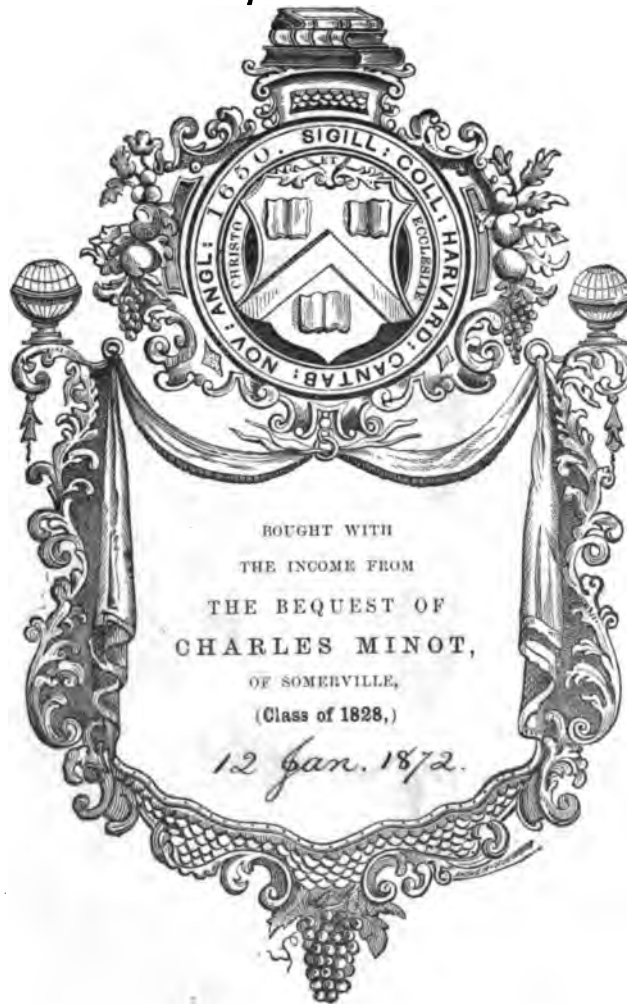 SIGILL : COLL : HARVARD : CANTAB : NOV : ANGL : 1650.
ET
CHRISTO
ECCLESIAE
BOUGHT WITH
THE INCOME FROM
THE BEQUEST OF
CHARLES MINOT,
OF SOMERVILLE,
(Class of 1828,)
12 Jan. 1872.